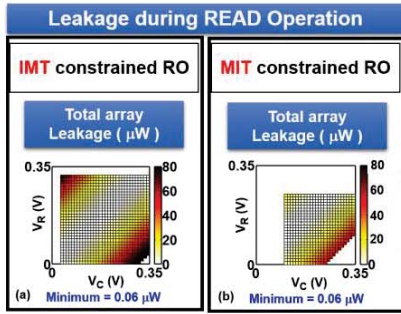 Leakage during READ Operation
IMT constrained RO
Total array
Leakage ( μW )
0.35
V_R (V)
0
V_C (V)
0.35
80
60
40
20
0
(a)
Minimum = 0.06 μW
MIT constrained RO
Total array
Leakage ( μW )
0.35
V_R (V)
0
V_C (V)
0.35
80
60
40
20
0
(b)
Minimum = 0.06 μW